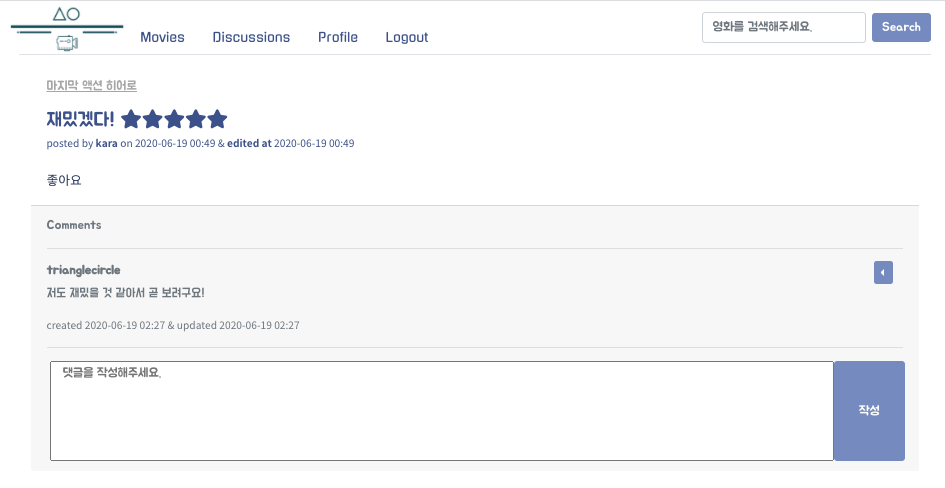 Movies Discussions Profile Logout 영화를 검색해주세요. Search
마지막 액션 히어로
재밌겠다!
posted by kara on 2020-06-19 00:49 & edited at 2020-06-19 00:49
좋아요
Comments
trianglecircle
저도 재밌을 것 같아서 곧 보려구요!
created 2020-06-19 02:27 & updated 2020-06-19 02:27
댓글을 작성해주세요.
작성